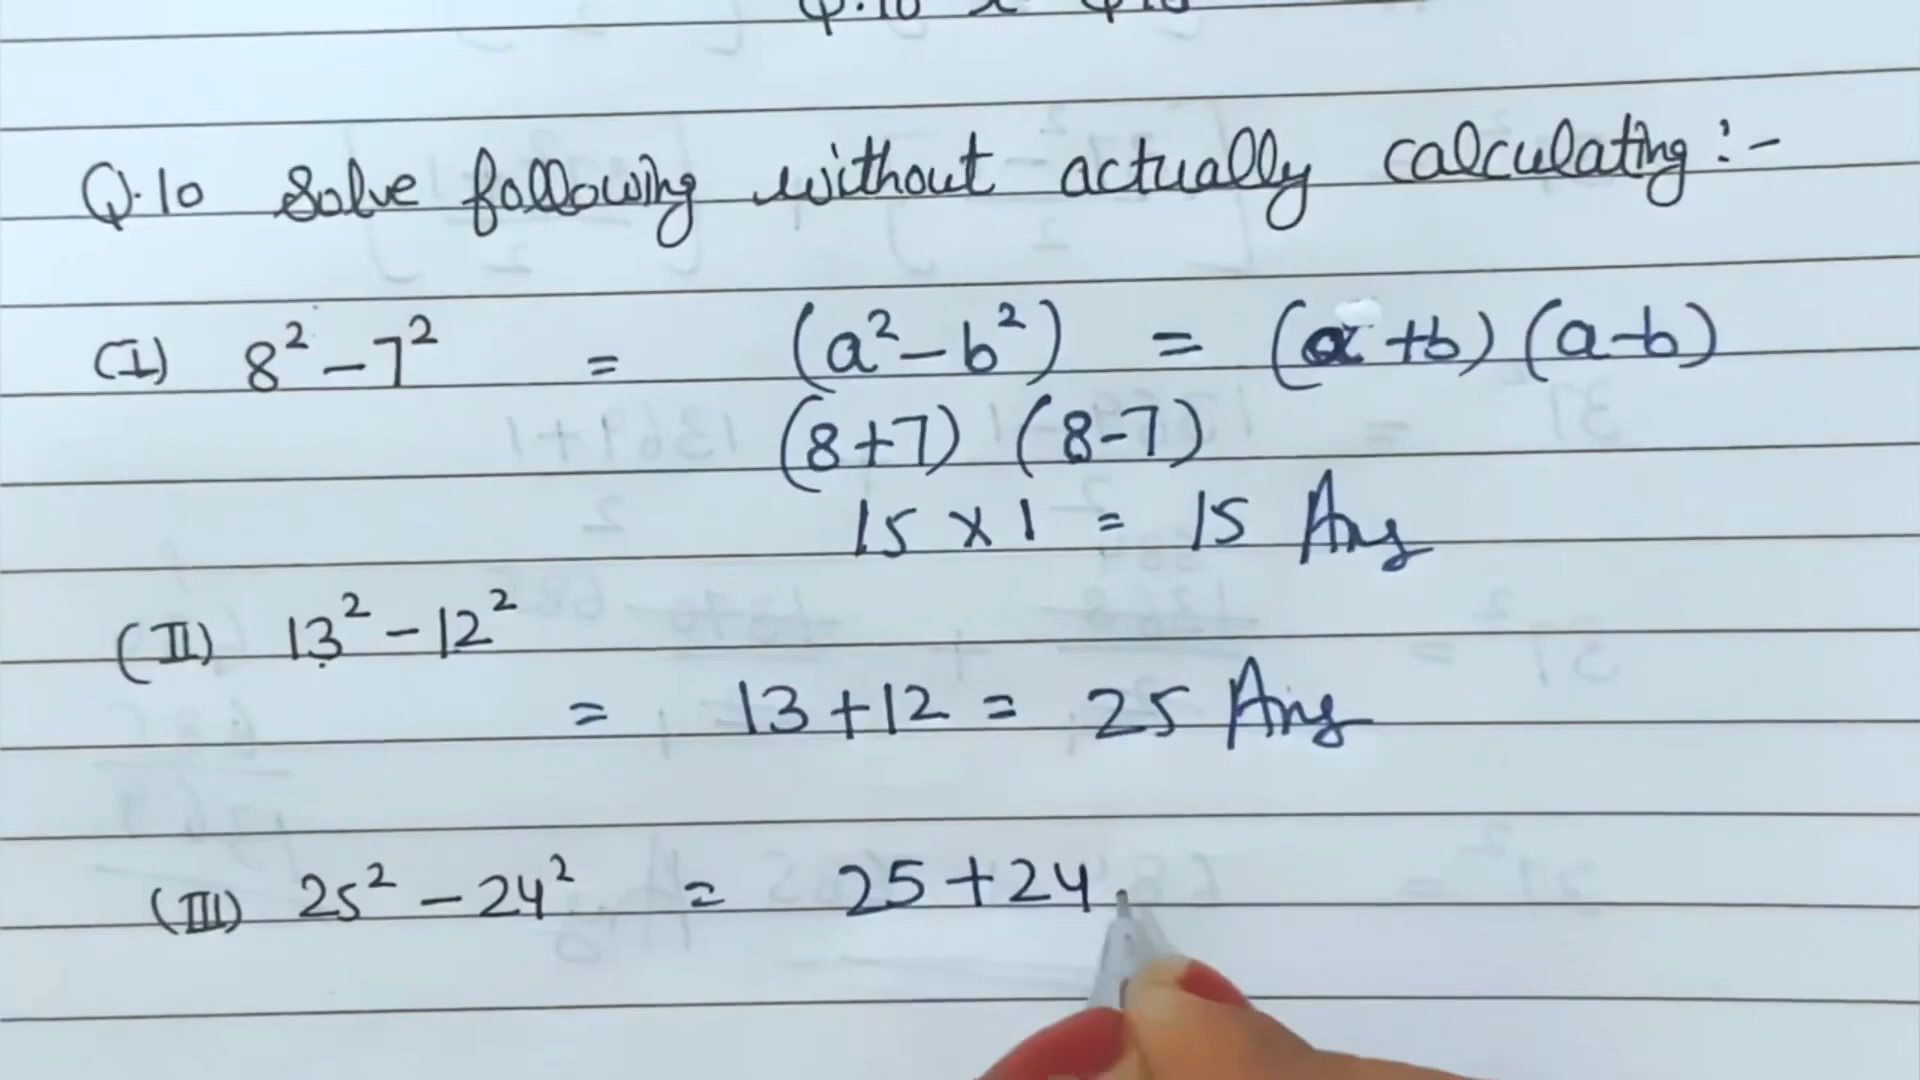 Q.10 Solve following without actually calculating :-
(I) 8² - 7² = (a² - b²) = (a + b) (a - b)
(8+7) (8-7)
15 × 1 = 15 Ans
(II) 13² - 12²
= 13 + 12 = 25 Ans
(III) 25² - 24² = 25 + 24